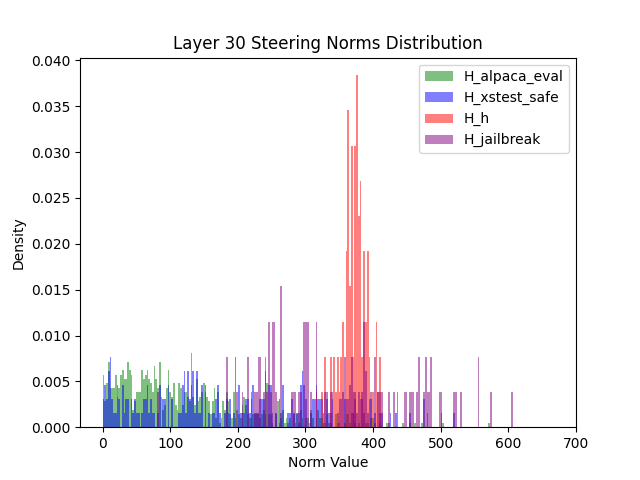 Layer 30 Steering Norms Distribution
0.040
0.035
0.030
0.025
0.020
0.015
0.010
0.005
0.000
Density
H_alpaca_eval
H_xstest_safe
H_h
H_jailbreak
0 100 200 300 400 500 600 700
Norm Value